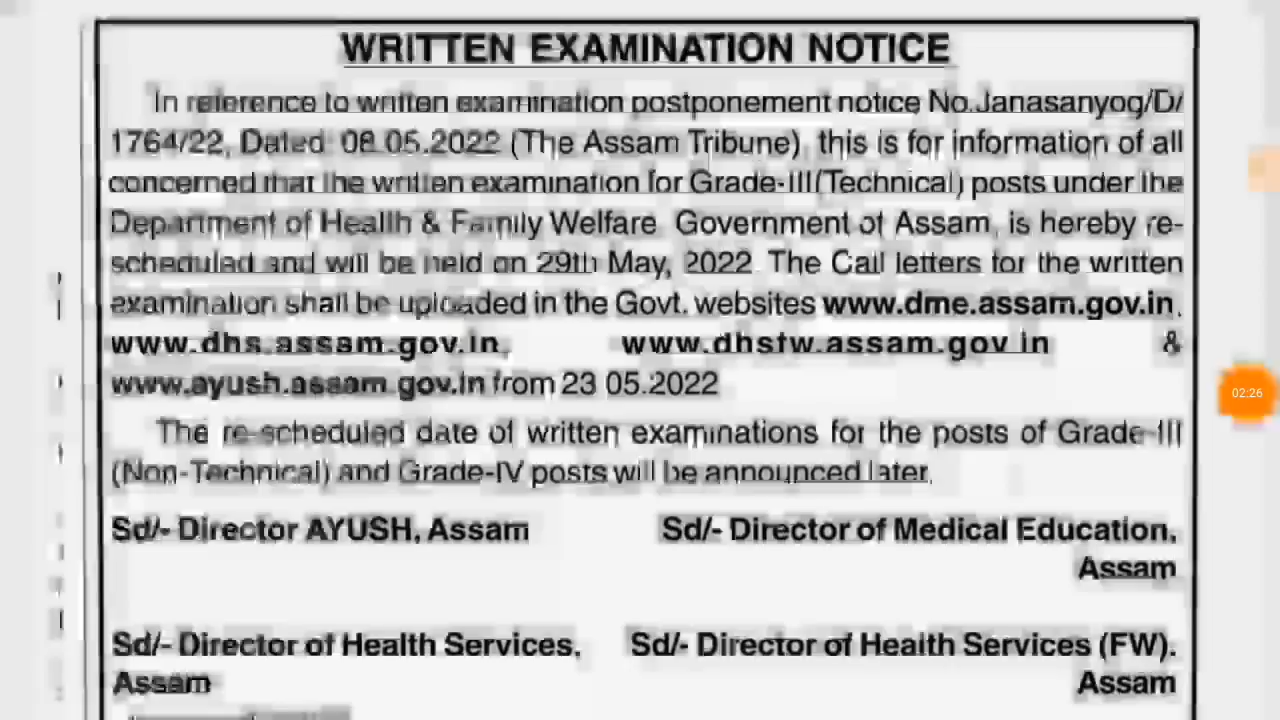 WRITTEN EXAMINATION NOTICE
In reference to written examination postponement notice No.Janasanyog/D/
1764/22, Dated 08.05.2022 (The Assam Tribune), this is for information of all
concerned that the written examination for Grade-III(Technical) posts under the
Department of Health & Family Welfare, Government of Assam, is hereby re-
scheduled and will be held on 29th May, 2022. The Call letters for the written
examination shall be uploaded in the Govt. websites www.dme.assam.gov.in,
www.dhs.assam.gov.in, www.dhsfw.assam.gov.in &
www.ayush.assam.gov.in from 23.05.2022
The re-scheduled date of written examinations for the posts of Grade-III
(Non-Technical) and Grade-IV posts will be announced later.
Sd/- Director AYUSH, Assam Sd/- Director of Medical Education,
Assam
Sd/- Director of Health Services, Sd/- Director of Health Services (FW),
Assam Assam
02:26